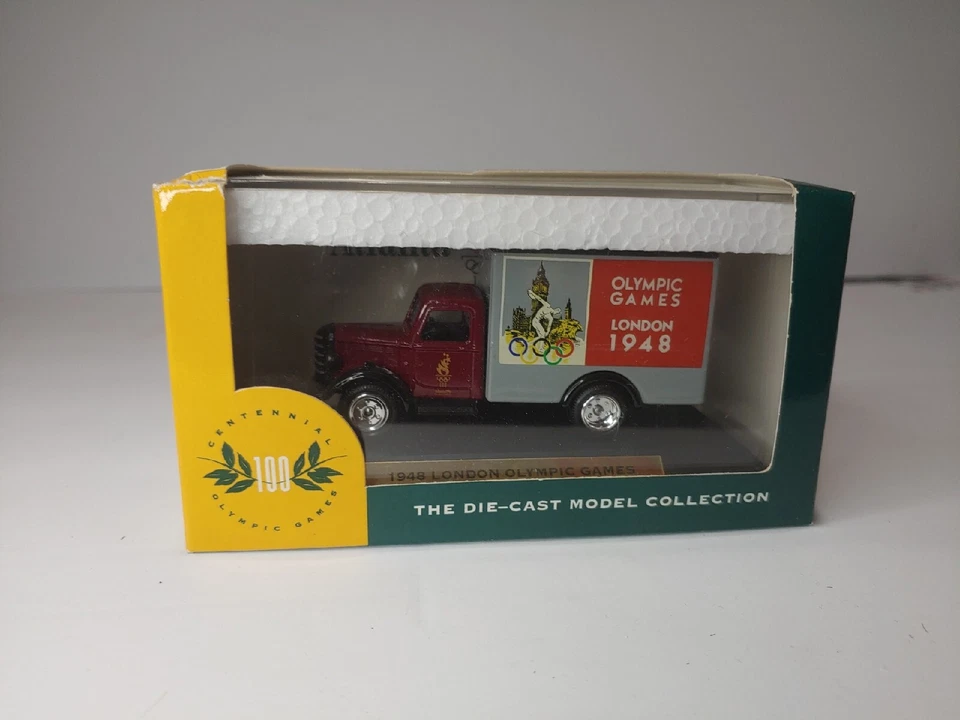 OLYMPIC
GAMES
LONDON
1948
CENTENNIAL
100
OLYMPIC GAMES
1948 LONDON OLYMPIC GAMES
THE DIE-CAST MODEL COLLECTION